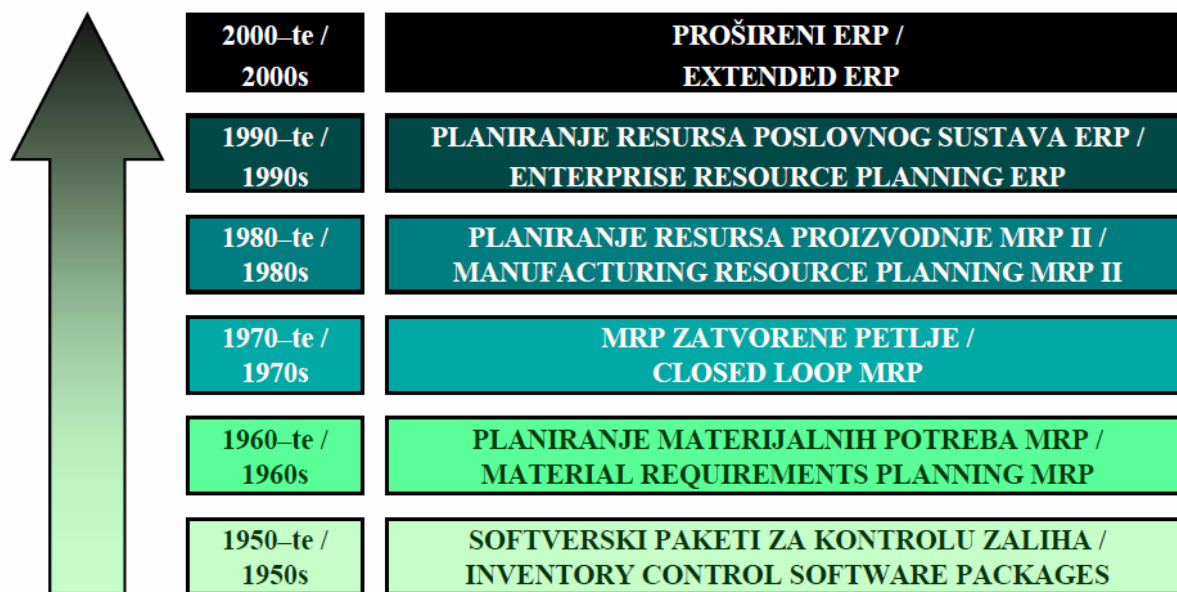 2000–te /
2000s
PROŠIRENI ERP /
EXTENDED ERP
1990–te /
1990s
PLANIRANJE RESURSA POSLOVNOG SUSTAVA ERP /
ENTERPRISE RESOURCE PLANNING ERP
1980–te /
1980s
PLANIRANJE RESURSA PROIZVODNJE MRP II /
MANUFACTURING RESOURCE PLANNING MRP II
1970–te /
1970s
MRP ZATVORENE PETLJE /
CLOSED LOOP MRP
1960–te /
1960s
PLANIRANJE MATERIJALNIH POTREBA MRP /
MATERIAL REQUIREMENTS PLANNING MRP
1950–te /
1950s
SOFTVERSKI PAKETI ZA KONTROLU ZALIHA /
INVENTORY CONTROL SOFTWARE PACKAGES